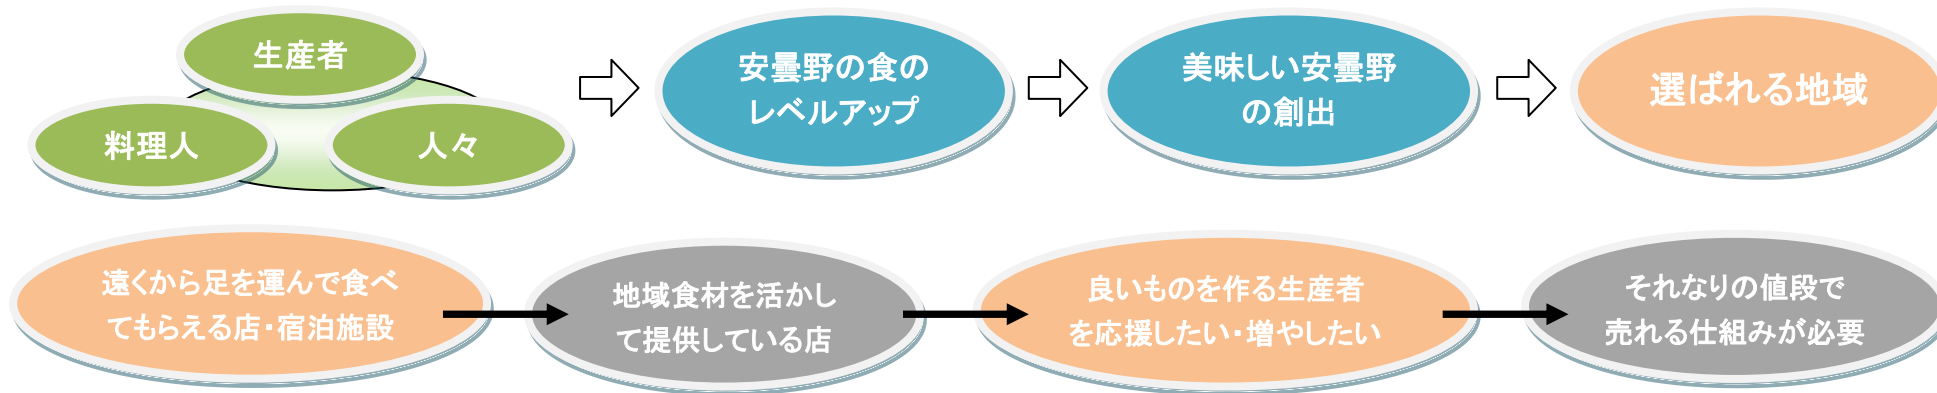 生産者
料理人
人々
安曇野の食の
レベルアップ
美味しい安曇野
の創出
選ばれる地域
遠くから足を運んで食べ
てもらえる店・宿泊施設
地域食材を活かし
て提供している店
良いものを作る生産者
を応援したい・増やしたい
それなりの値段で
売れる仕組みが必要